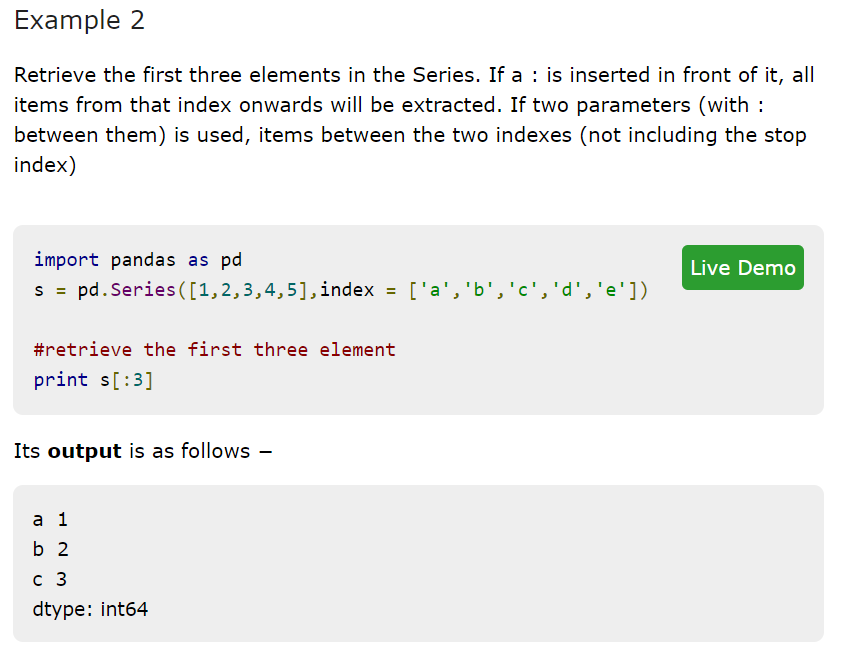 Example 2
Retrieve the first three elements in the Series. If a : is inserted in front of it, all
items from that index onwards will be extracted. If two parameters (with :
between them) is used, items between the two indexes (not including the stop
index)
Live Demo
import pandas as pd
s = pd.Series([1,2,3,4,5],index = ['a','b','c','d','e'])
#retrieve the first three element
print s[:3]
Its output is as follows −
a 1
b 2
c 3
dtype: int64